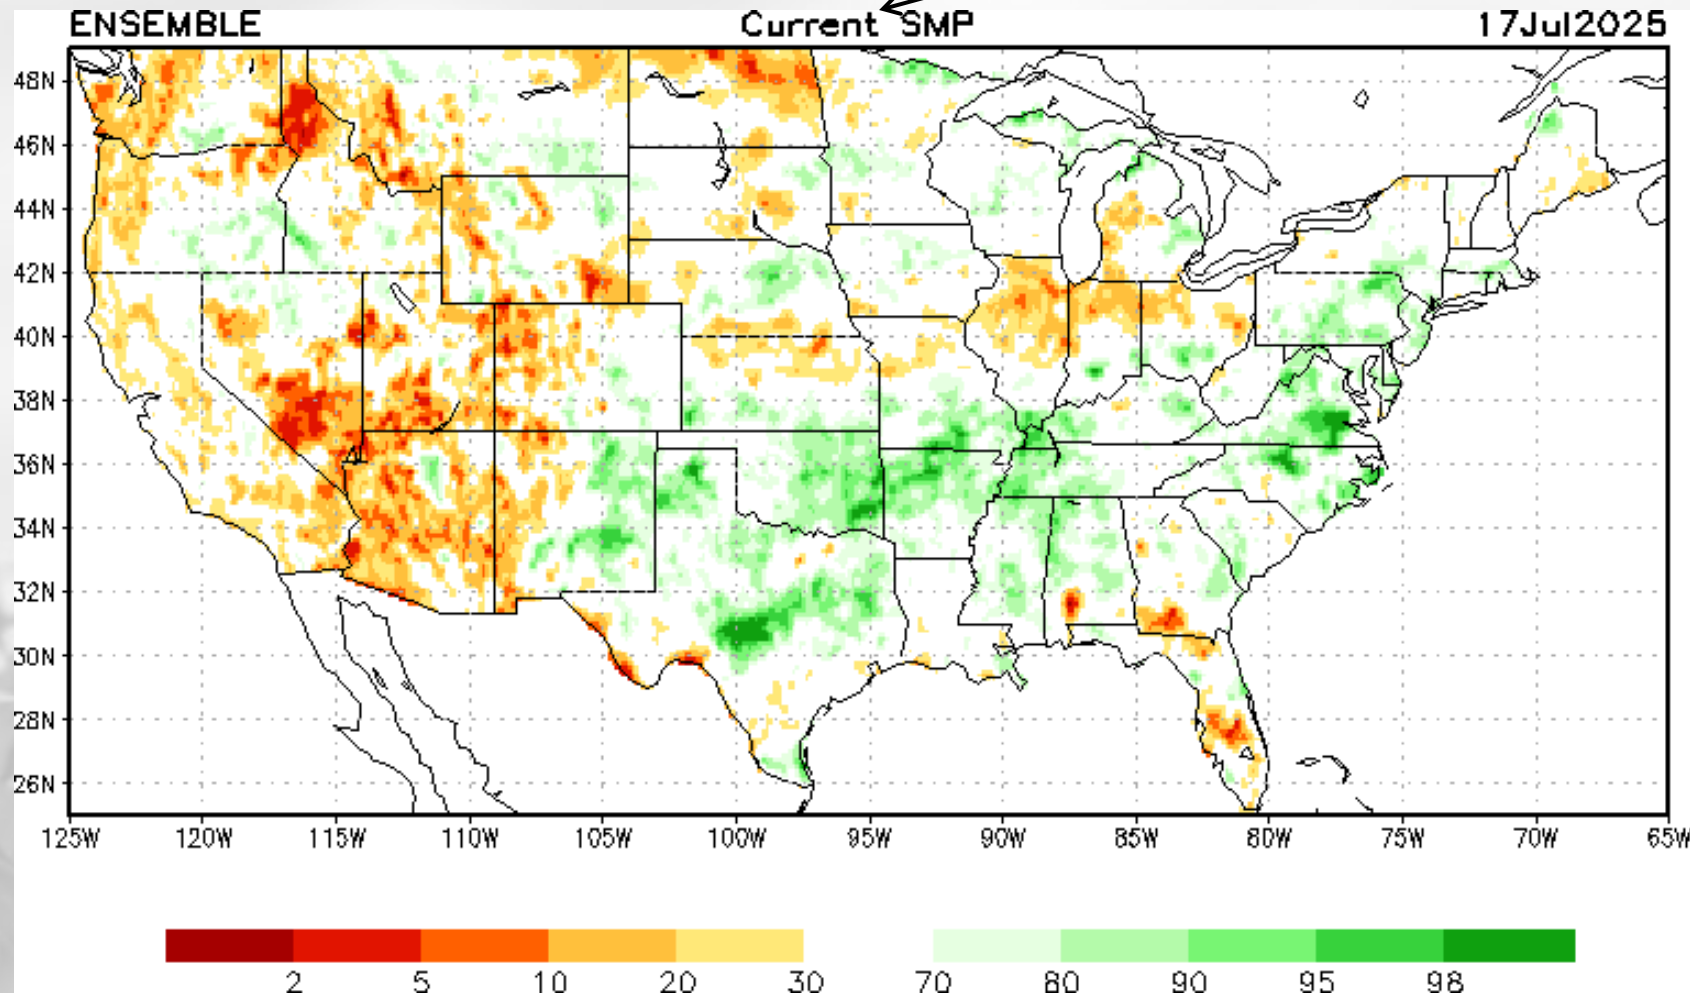 ENSEMBLE Current SMP 17Jul2025
48N
46N
44N
42N
40N
38N
36N
34N
32N
30N
28N
26N
125W 120W 115W 110W 105W 100W 95W 90W 85W 80W 75W 70W 65W
2 5 10 20 30 70 80 90 95 98